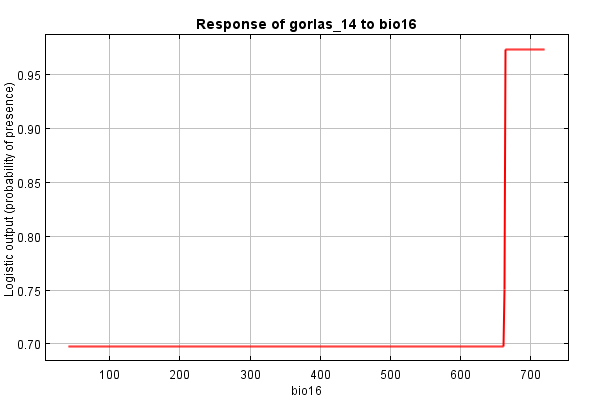 Response of gorlas_14 to bio16
Logistic output (probability of presence)
0.95
0.90
0.85
0.80
0.75
0.70
100 200 300 400 500 600 700
bio16